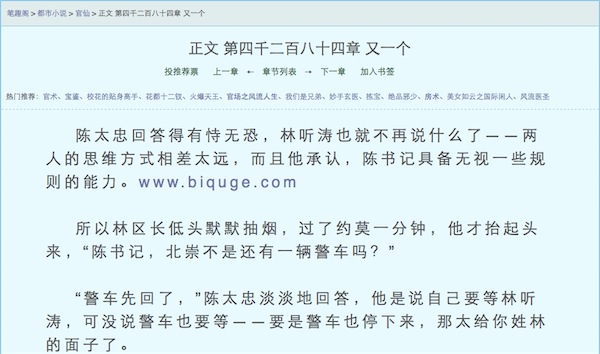 笔趣阁 > 都市小说 > 官仙 > 正文 第四千二百八十四章 又一个
正文 第四千二百八十四章 又一个
投推荐票 上一章 ← 章节列表 → 下一章 加入书签
热门推荐：官术、宝鉴、校花的贴身高手、花都十二钗、火爆天王、官场之风流人生、我们是兄弟、妙手玄医、拣宝、绝品邪少、房术、美女如云之国际闲人、风流医圣
陈太忠回答得有恃无恐，林听涛也就不再说什么了——两
人的思维方式相差太远，而且他承认，陈书记具备无视一些规
则的能力。www.biquge.com
所以林区长低头默默抽烟，过了约莫一分钟，他才抬起头
来，“陈书记，北崇不是还有一辆警车吗？”
“警车先回了，”陈太忠淡淡地回答，他是说自己要等林听
涛，可没说警车也要等——要是警车也停下来，那太给你姓林
的面子了。